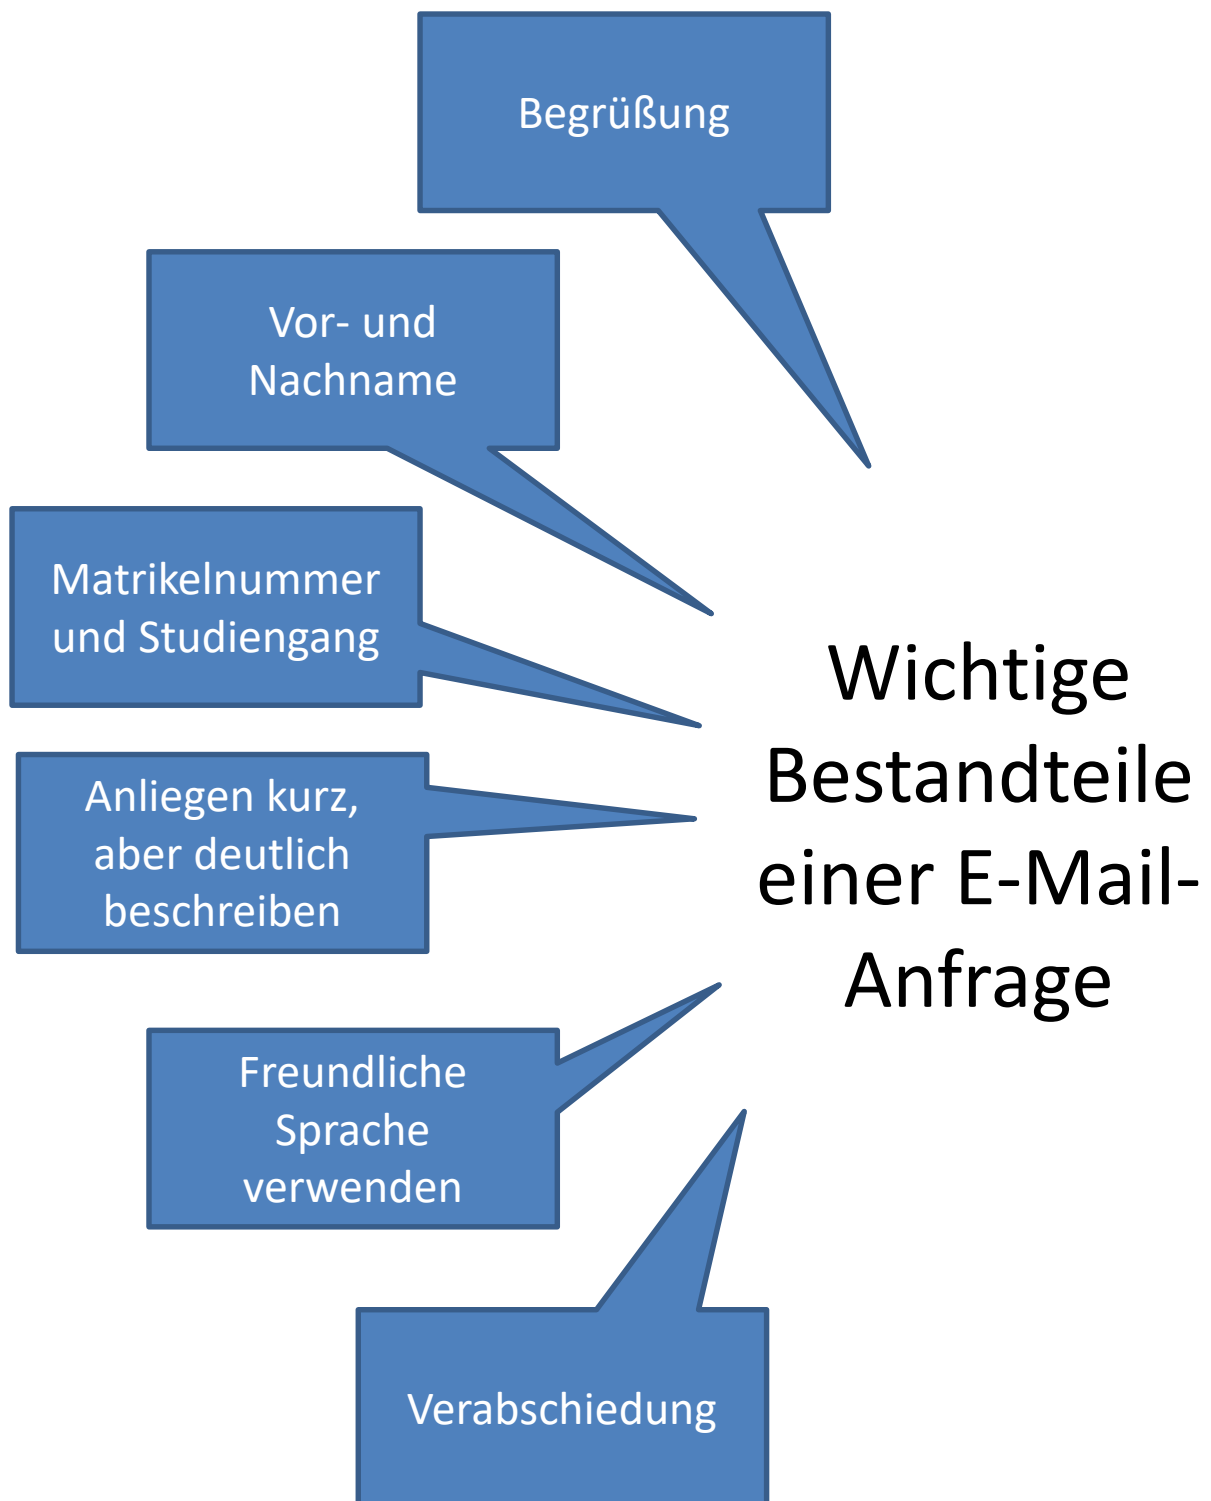 Begrüßung
Vor- und
Nachname
Matrikelnummer
und Studiengang
Anliegen kurz,
aber deutlich
beschreiben
Freundliche
Sprache
verwenden
Verabschiedung
Wichtige
Bestandteile
einer E-Mail-
Anfrage